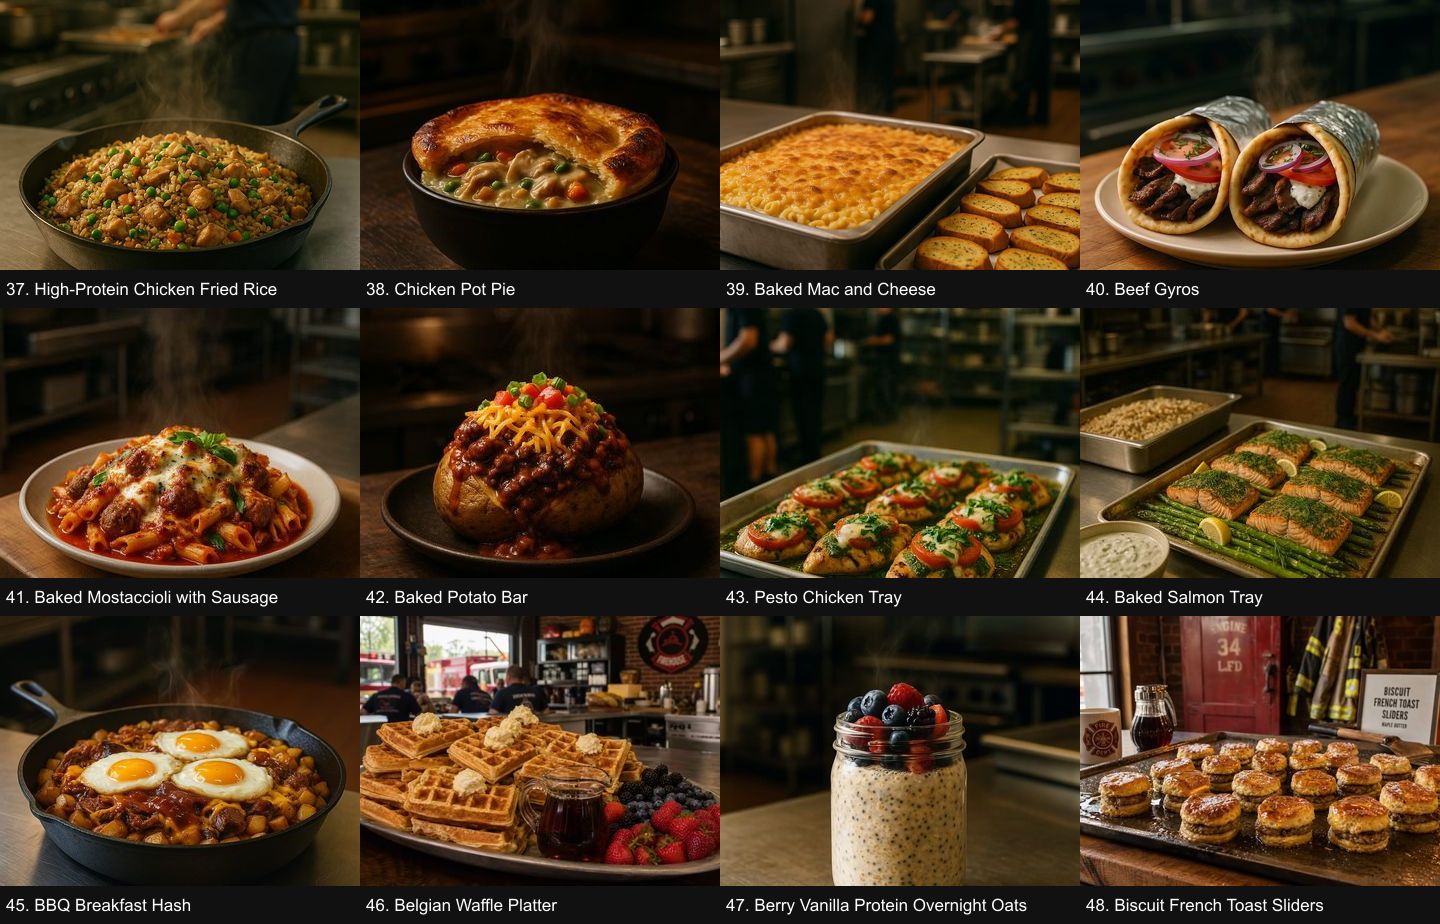 37. High-Protein Chicken Fried Rice
38. Chicken Pot Pie
39. Baked Mac and Cheese
40. Beef Gyros
41. Baked Mostaccioli with Sausage
42. Baked Potato Bar
43. Pesto Chicken Tray
44. Baked Salmon Tray
FIREHOUSE
ENGINE
34
LFD
BISCUIT
FRENCH TOAST
SLIDERS
MAPLE BUTTER
45. BBQ Breakfast Hash
46. Belgian Waffle Platter
47. Berry Vanilla Protein Overnight Oats
48. Biscuit French Toast Sliders